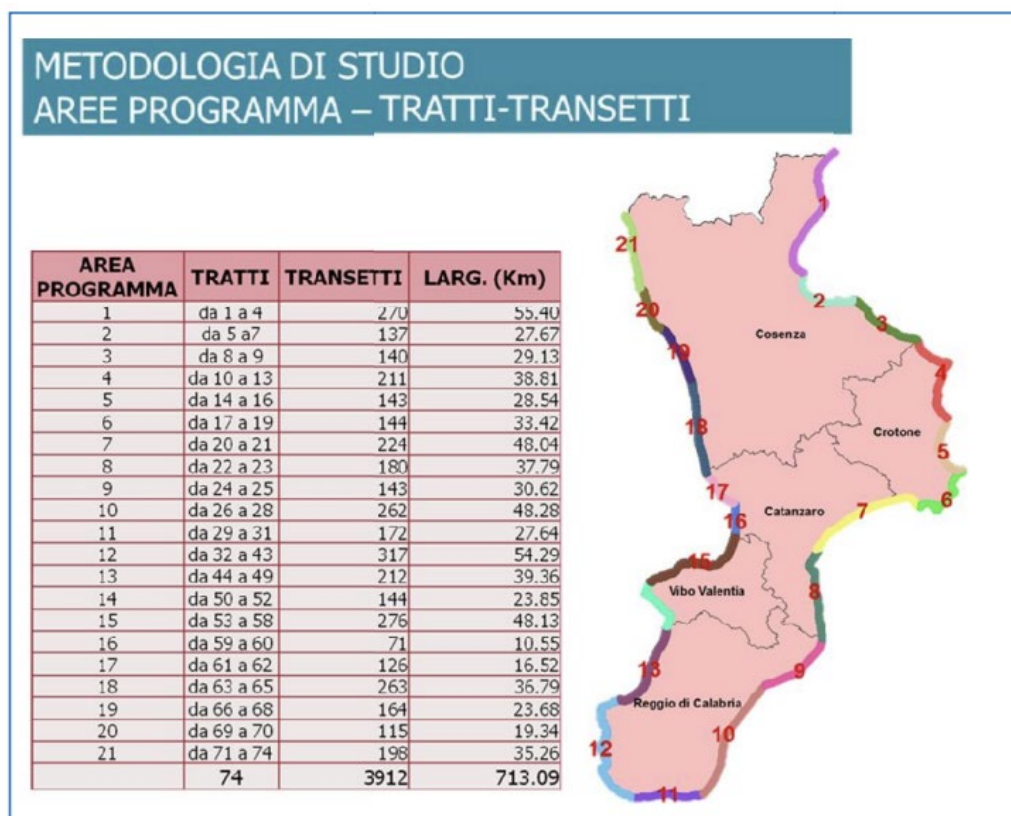 METODOLOGIA DI STUDIO
AREE PROGRAMMA – TRATTI-TRANSETTI
AREA PROGRAMMA TRATTI TRANSETTI LARG. (Km)
1 da 1 a 4 270 55.40
2 da 5 a7 137 27.67
3 da 8 a 9 140 29.13
4 da 10 a 13 211 38.81
5 da 14 a 16 143 28.54
6 da 17 a 19 144 33.42
7 da 20 a 21 224 48.04
8 da 22 a 23 180 37.79
9 da 24 a 25 143 30.62
10 da 26 a 28 262 48.28
11 da 29 a 31 172 27.64
12 da 32 a 43 317 54.29
13 da 44 a 49 212 39.36
14 da 50 a 52 144 23.85
15 da 53 a 58 276 48.13
16 da 59 a 60 71 10.55
17 da 61 a 62 126 16.52
18 da 63 a 65 263 36.79
19 da 66 a 68 164 23.68
20 da 69 a 70 115 19.34
21 da 71 a 74 198 35.26
74 3912 713.09
1
21
2
20
3
Cosenza
19
4
18
Crotone
5
17
6
16
Catanzaro
7
15
Vibo Valentia
8
13
9
Reggio di Calabria
10
12
11